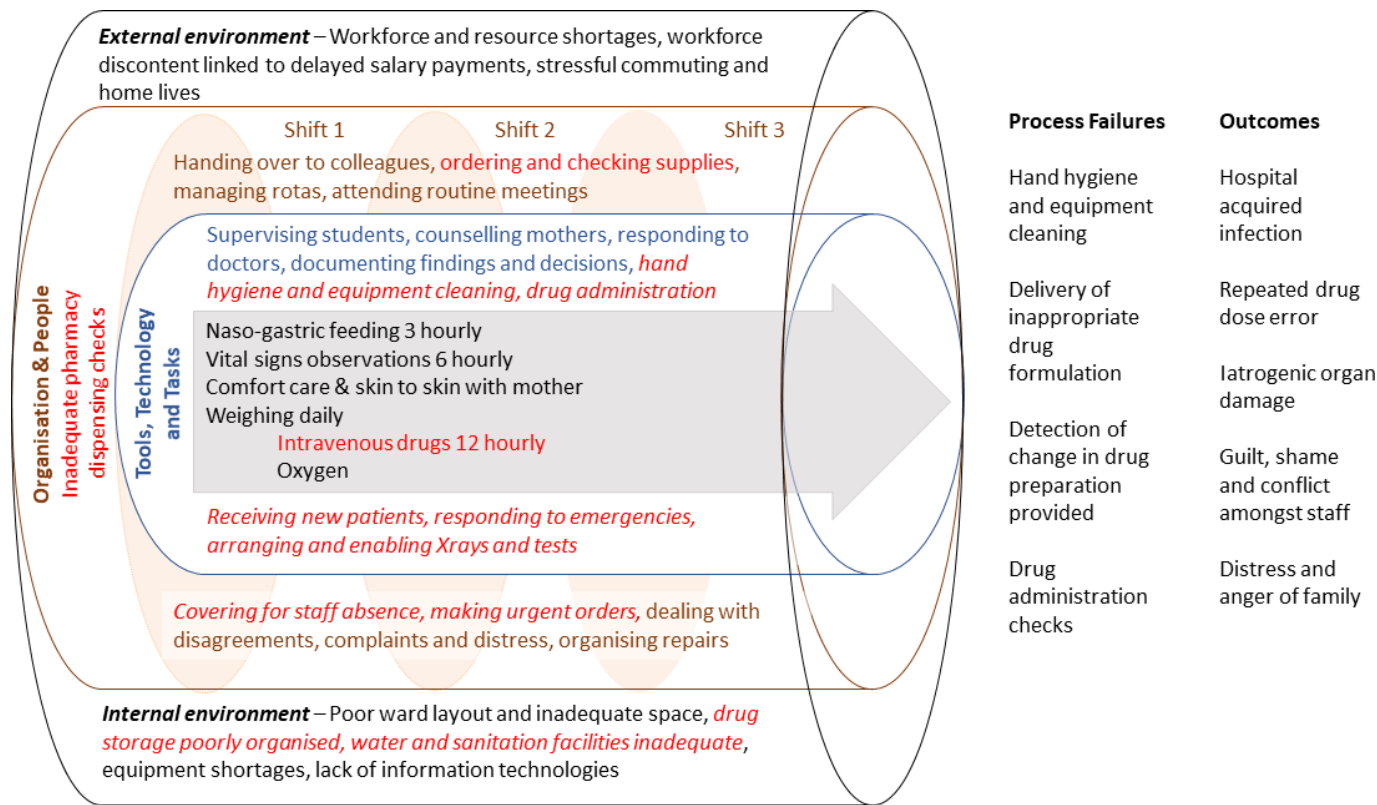 External environment – Workforce and resource shortages, workforce
discontent linked to delayed salary payments, stressful commuting and
home lives
Shift 1
Shift 2
Shift 3
Handing over to colleagues, ordering and checking supplies,
managing rotas, attending routine meetings
Organisation & People
Inadequate pharmacy
dispensing checks
Tools, Technology
and Tasks
Supervising students, counselling mothers, responding to
doctors, documenting findings and decisions, hand
hygiene and equipment cleaning, drug administration
Naso-gastric feeding 3 hourly
Vital signs observations 6 hourly
Comfort care & skin to skin with mother
Weighing daily
Intravenous drugs 12 hourly
Oxygen
Receiving new patients, responding to emergencies,
arranging and enabling Xrays and tests
Covering for staff absence, making urgent orders, dealing with
disagreements, complaints and distress, organising repairs
Internal environment – Poor ward layout and inadequate space, drug
storage poorly organised, water and sanitation facilities inadequate,
equipment shortages, lack of information technologies
Process Failures
Hand hygiene
and equipment
cleaning
Delivery of
inappropriate
drug
formulation
Detection of
change in drug
preparation
provided
Drug
administration
checks
Outcomes
Hospital
acquired
infection
Repeated drug
dose error
Iatrogenic organ
damage
Guilt, shame
and conflict
amongst staff
Distress and
anger of family